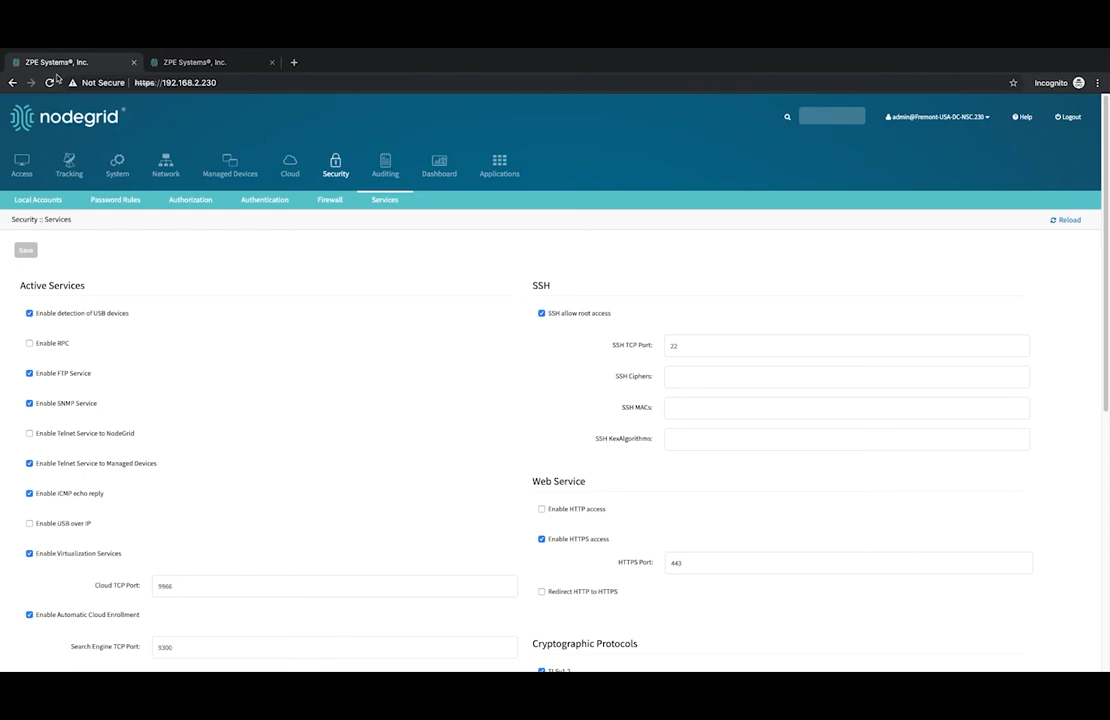 ZPE Systems®, Inc. ZPE Systems®, Inc.
Not Secure https://192.168.2.230 Incognito
nodegrid® admin@Fremont-USA-DC-NSC.230 Help Logout
Access Tracking System Network Managed Devices Cloud Security Auditing Dashboard Applications
Local Accounts Password Rules Authorization Authentication Firewall Services
Security :: Services Reload
Save
Active Services
Enable detection of USB devices
Enable RPC
Enable FTP Service
Enable SNMP Service
Enable Telnet Service to NodeGrid
Enable Telnet Service to Managed Devices
Enable ICMP echo reply
Enable USB over IP
Enable Virtualization Services
Cloud TCP Port: 9966
Enable Automatic Cloud Enrollment
Search Engine TCP Port: 9300
SSH
SSH allow root access
SSH TCP Port: 22
SSH Ciphers:
SSH MACs:
SSH KexAlgorithms:
Web Service
Enable HTTP access
Enable HTTPS access
HTTPS Port: 443
Redirect HTTP to HTTPS
Cryptographic Protocols
TLSv1.2